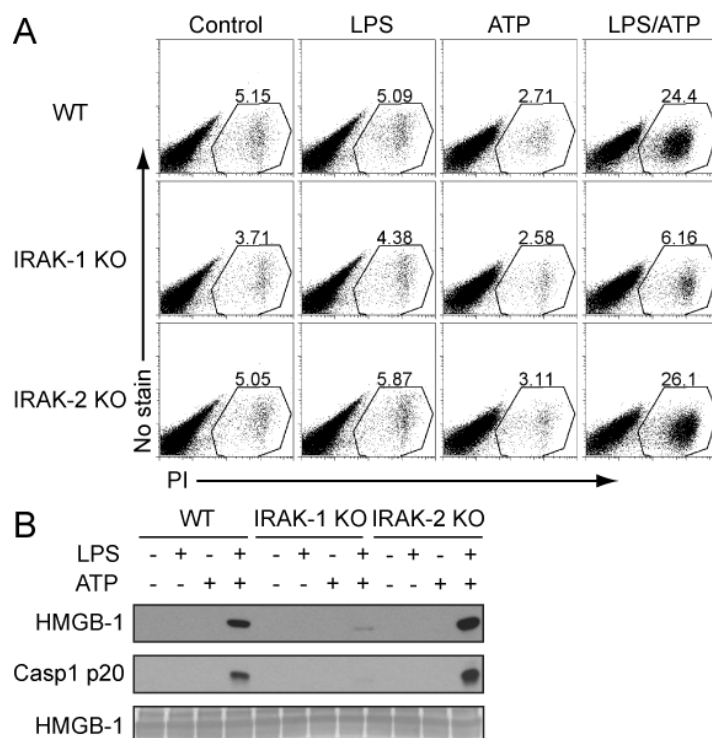 A
Control LPS ATP LPS/ATP
WT 5.15 5.09 2.71 24.4
IRAK-1 KO 3.71 4.38 2.58 6.16
IRAK-2 KO 5.05 5.87 3.11 26.1
No stain
PI
B
WT IRAK-1 KO IRAK-2 KO
LPS - + - + - + - + - + - +
ATP - - + + - - + + - - + +
HMGB-1
Casp1 p20
HMGB-1